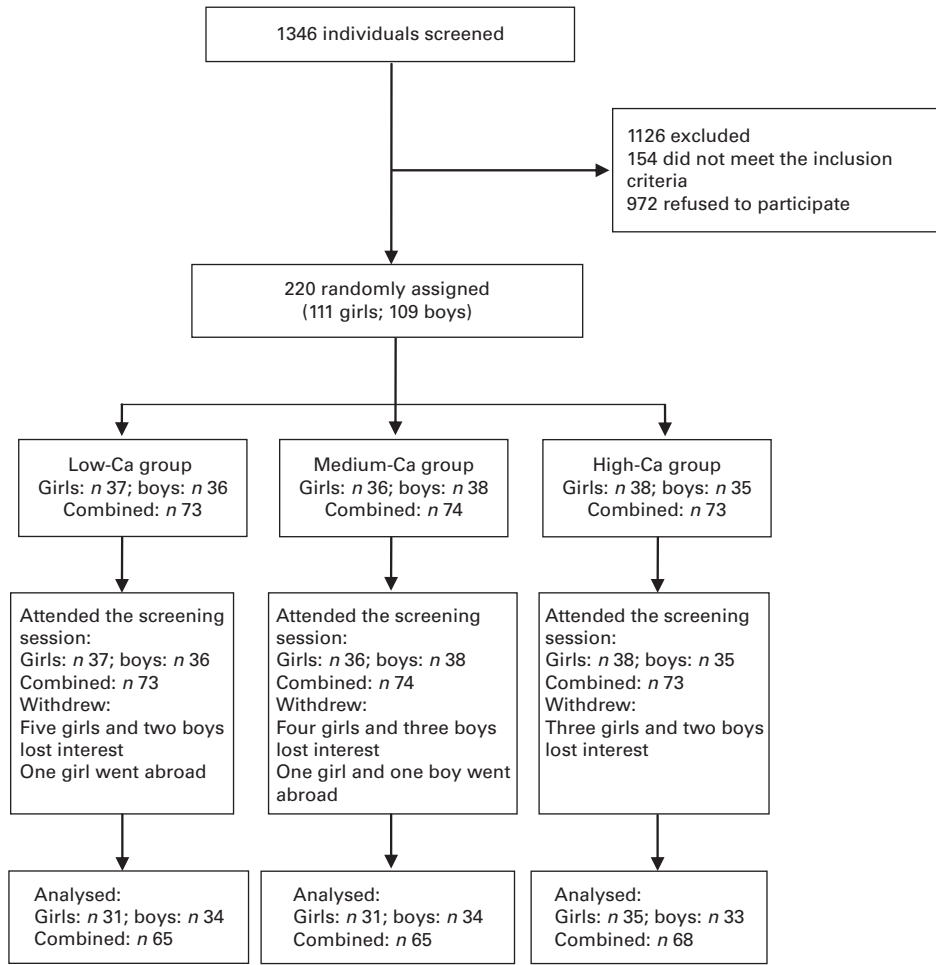 1346 individuals screened
1126 excluded
154 did not meet the inclusion
criteria
972 refused to participate
220 randomly assigned
(111 girls; 109 boys)
Low-Ca group
Girls: n 37; boys: n 36
Combined: n 73
Medium-Ca group
Girls: n 36; boys: n 38
Combined: n 74
High-Ca group
Girls: n 38; boys: n 35
Combined: n 73
Attended the screening
session:
Girls: n 37; boys: n 36
Combined: n 73
Withdrew:
Five girls and two boys
lost interest
One girl went abroad
Attended the screening
session:
Girls: n 36; boys: n 38
Combined: n 74
Withdrew:
Four girls and three boys
lost interest
One girl and one boy went
abroad
Attended the screening
session:
Girls: n 38; boys: n 35
Combined: n 73
Withdrew:
Three girls and two boys
lost interest
Analysed:
Girls: n 31; boys: n 34
Combined: n 65
Analysed:
Girls: n 31; boys: n 34
Combined: n 65
Analysed:
Girls: n 35; boys: n 33
Combined: n 68